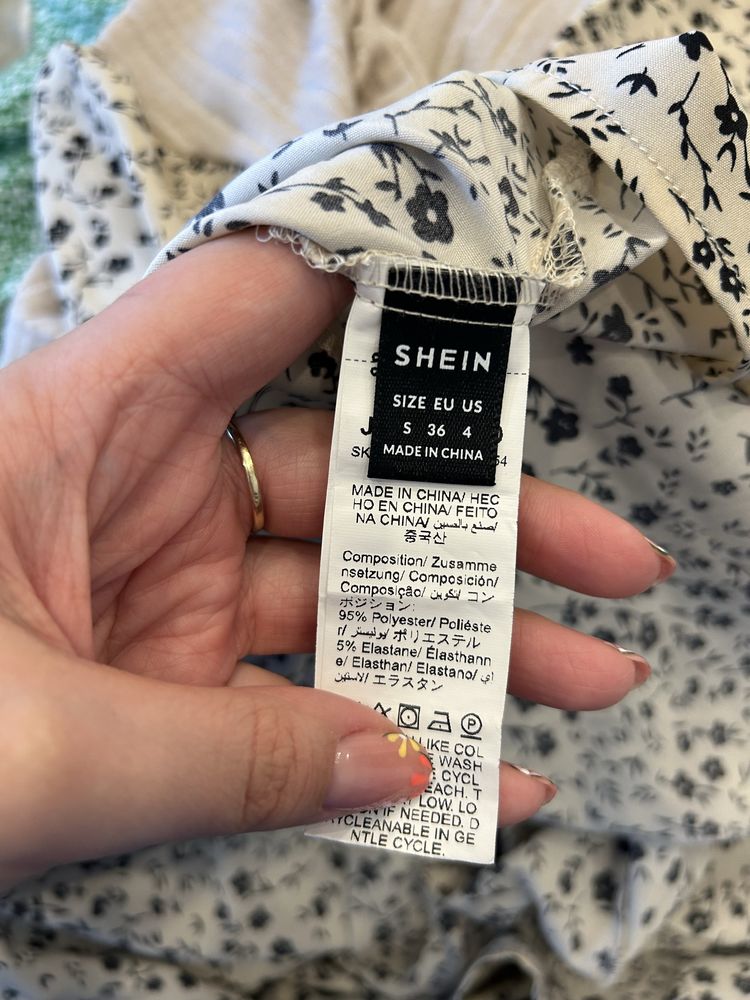 SHEIN
SIZE EU US
S 36 4
MADE IN CHINA
SK
54
MADE IN CHINA/ HEC
HO EN CHINA/ FEITO
NA CHINA/ صنع بالصين/
중국산
Composition/ Zusamme
nsetzung/ Composición/
Composição/ تكوين/ コン
ポジション:
95% Polyester/ Poliéste
r/ بوليستر/ ポリエステル
5% Elastane/ Élasthann
e/ Elasthan/ Elastano/ اي
لاستين/ エラスタン
P
LIKE COL
WASH
CYCL
EACH. T
LOW. LO
N IF NEEDED. D
YCLEANABLE IN GE
NTLE CYCLE.